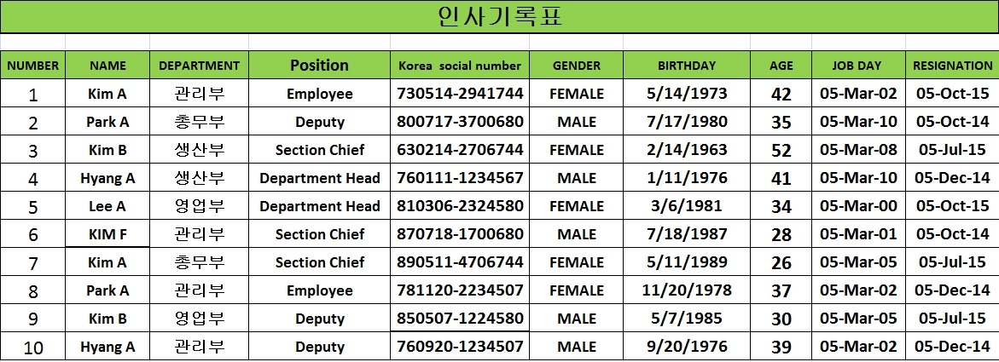 인사기록표
NUMBER NAME DEPARTMENT Position Korea social number GENDER BIRTHDAY AGE JOB DAY RESIGNATION
1 Kim A 관리부 Employee 730514-2941744 FEMALE 5/14/1973 42 05-Mar-02 05-Oct-15
2 Park A 총무부 Deputy 800717-3700680 MALE 7/17/1980 35 05-Mar-10 05-Oct-14
3 Kim B 생산부 Section Chief 630214-2706744 FEMALE 2/14/1963 52 05-Mar-08 05-Jul-15
4 Hyang A 생산부 Department Head 760111-1234567 MALE 1/11/1976 41 05-Mar-10 05-Dec-14
5 Lee A 영업부 Department Head 810306-2324580 FEMALE 3/6/1981 34 05-Mar-00 05-Oct-15
6 KIM F 관리부 Section Chief 870718-1700680 MALE 7/18/1987 28 05-Mar-01 05-Oct-14
7 Kim A 총무부 Section Chief 890511-4706744 FEMALE 5/11/1989 26 05-Mar-05 05-Jul-15
8 Park A 관리부 Employee 781120-2234507 FEMALE 11/20/1978 37 05-Mar-02 05-Dec-14
9 Kim B 영업부 Deputy 850507-1224580 MALE 5/7/1985 30 05-Mar-05 05-Jul-15
10 Hyang A 관리부 Deputy 760920-1234507 MALE 9/20/1976 39 05-Mar-02 05-Dec-14